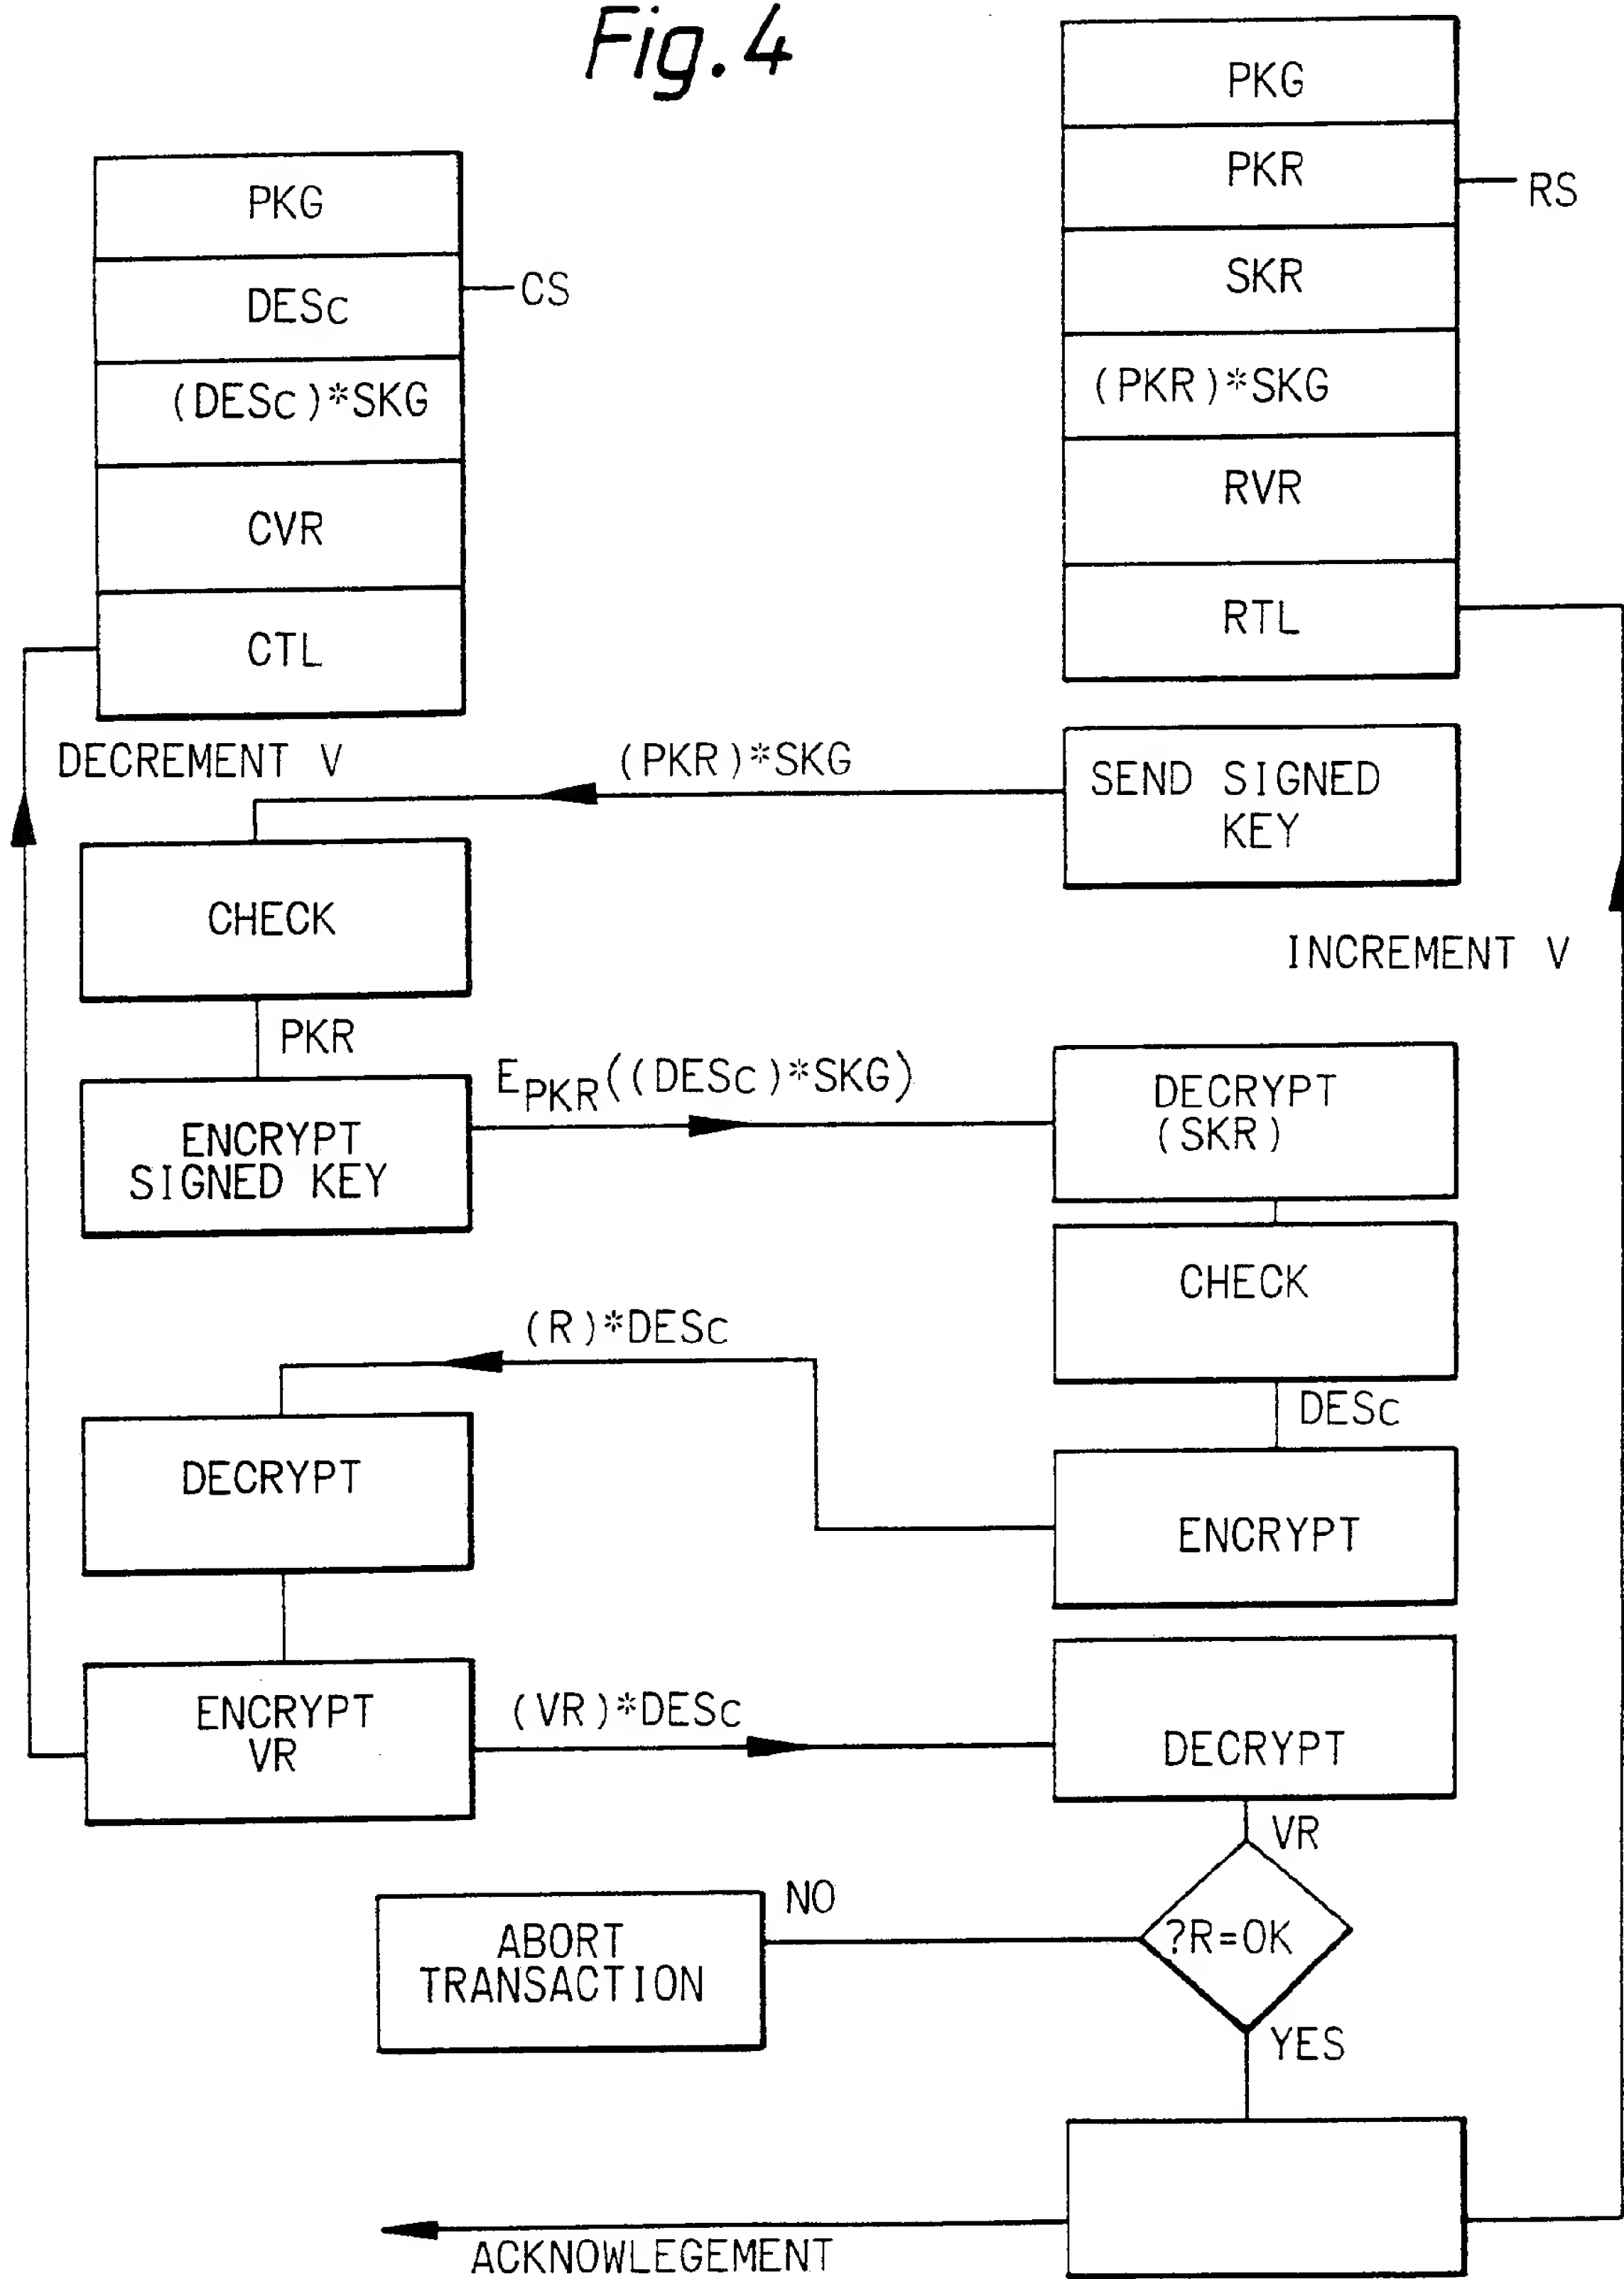 Fig. 4
PKG
PKR
RS
SKR
(PKR)*SKG
RVR
RTL
PKG
DESc
CS
(DESc)*SKG
CVR
CTL
DECREMENT V
(PKR)*SKG
SEND SIGNED
KEY
CHECK
INCREMENT V
PKR
EPKR((DESc)*SKG)
ENCRYPT
SIGNED KEY
DECRYPT
(SKR)
CHECK
(R)*DESc
DESc
DECRYPT
ENCRYPT
ENCRYPT
VR
(VR)*DESc
DECRYPT
VR
NO
?R=OK
ABORT
TRANSACTION
YES
ACKNOWLEGEMENT